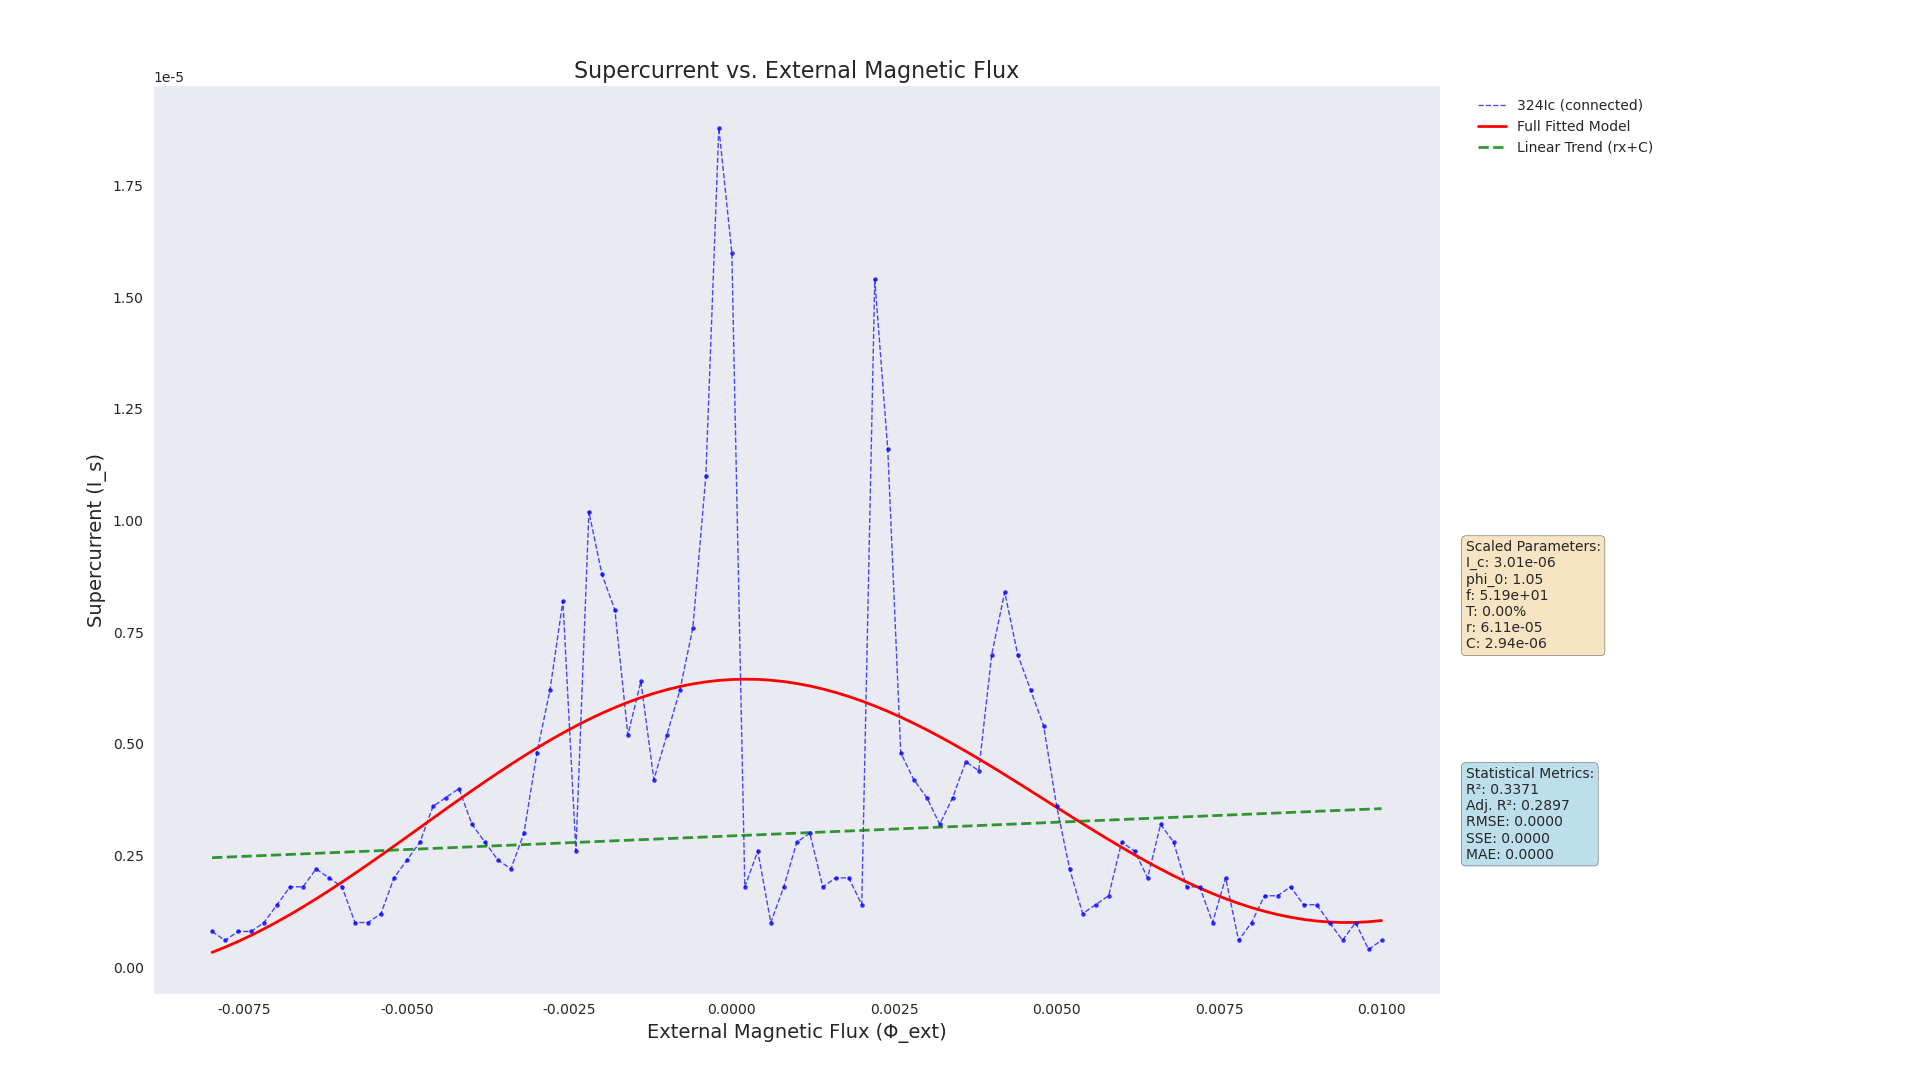 Supercurrent vs. External Magnetic Flux
1e-5
1.75
1.50
1.25
1.00
0.75
0.50
0.25
0.00
Supercurrent (I_s)
-0.0075
-0.0050
-0.0025
0.0000
0.0025
0.0050
0.0075
0.0100
External Magnetic Flux (Φ_ext)
324Ic (connected)
Full Fitted Model
Linear Trend (rx+C)
Scaled Parameters:
I_c: 3.01e-06
phi_0: 1.05
f: 5.19e+01
T: 0.00%
r: 6.11e-05
C: 2.94e-06
Statistical Metrics:
R²: 0.3371
Adj. R²: 0.2897
RMSE: 0.0000
SSE: 0.0000
MAE: 0.0000